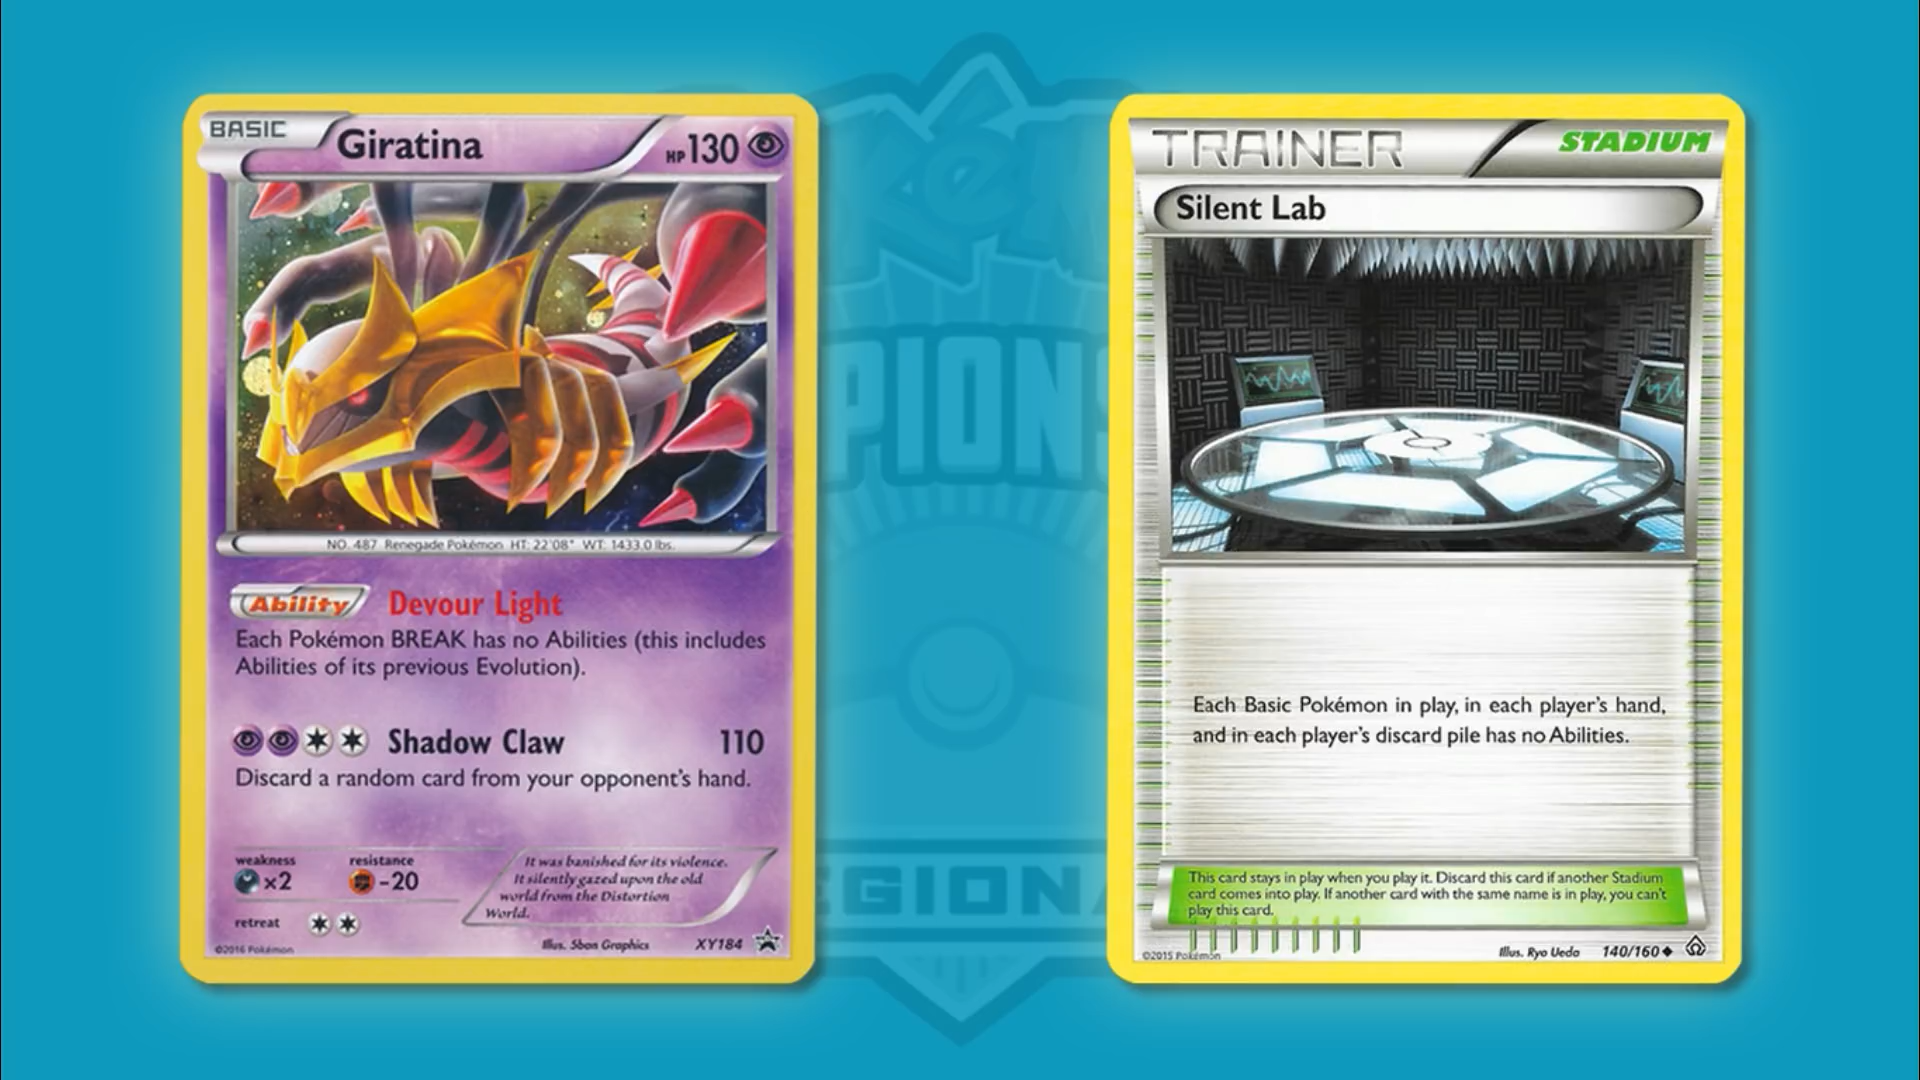 BASIC
Giratina
HP130
NO. 487 Renegade Pokémon HT: 22'08" WT: 1433.0 lbs.
Ability Devour Light
Each Pokémon BREAK has no Abilities (this includes
Abilities of its previous Evolution).
Shadow Claw 110
Discard a random card from your opponent's hand.
weakness
×2
resistance
-20
retreat
It was banished for its violence.
It silently gazed upon the old
world from the Distortion
World.
©2016 Pokémon
Illus. 5ban Graphics
XY184
PIONS
EGIONA
TRAINER
STADIUM
Silent Lab
Each Basic Pokémon in play, in each player's hand,
and in each player's discard pile has no Abilities.
This card stays in play when you play it. Discard this card if another Stadium
card comes into play. If another card with the same name is in play, you can't
play this card.
©2015 Pokémon
Illus. Ryo Ueda
140/160